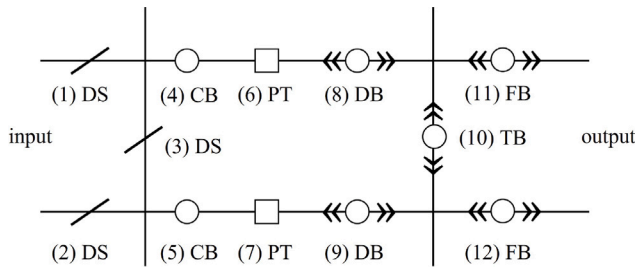 (1) DS (4) CB (6) PT (8) DB (11) FB
input (3) DS (10) TB output
(2) DS (5) CB (7) PT (9) DB (12) FB